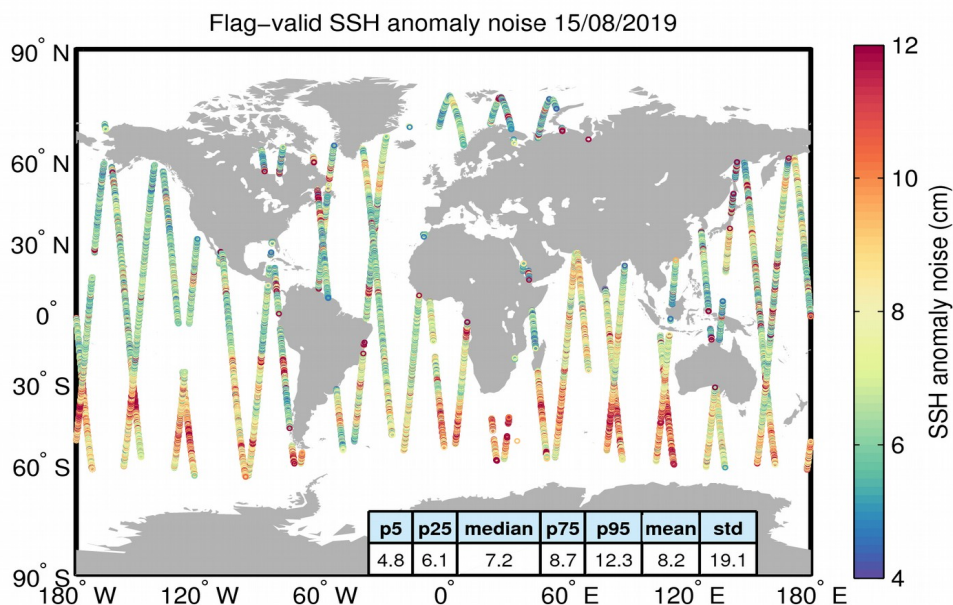 Flag−valid SSH anomaly noise 15/08/2019
90° N
60° N
30° N
0°
30° S
60° S
90° S
180° W
120° W
60° W
0°
60° E
120° E
180° E
p5 p25 median p75 p95 mean std
4.8 6.1 7.2 8.7 12.3 8.2 19.1
12
10
8
6
4
SSH anomaly noise (cm)